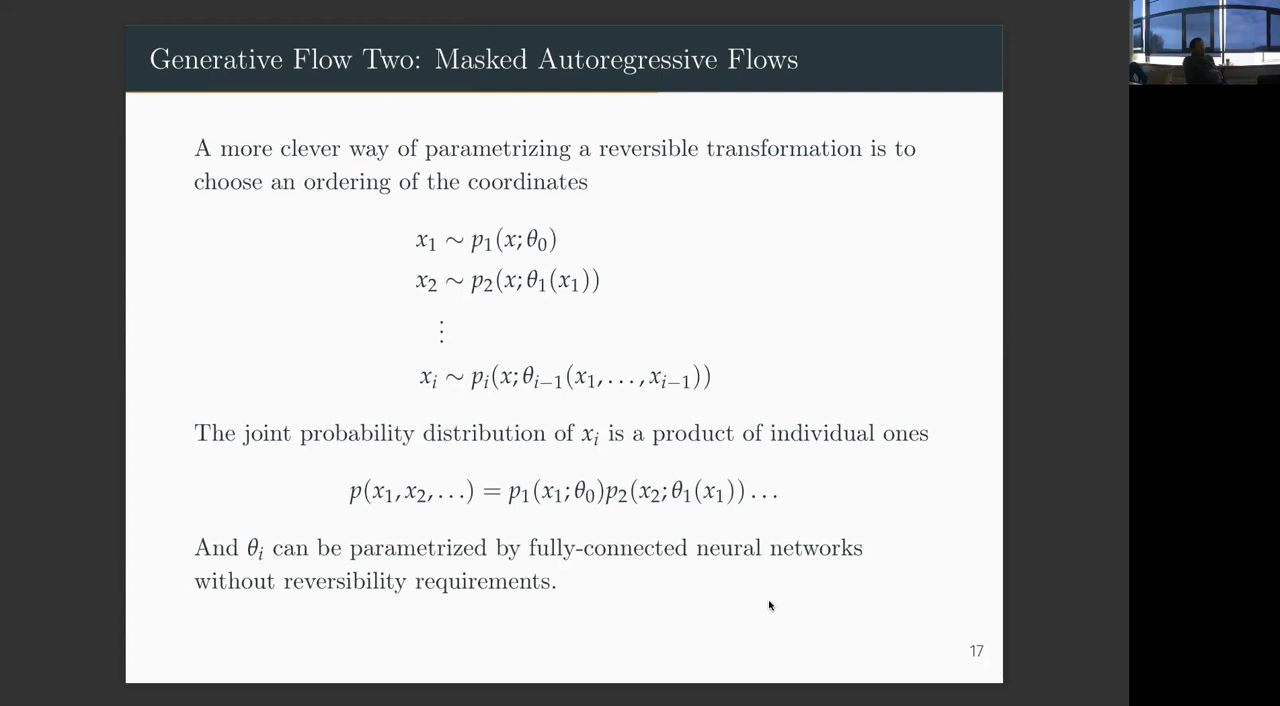 Generative Flow Two: Masked Autoregressive Flows
A more clever way of parametrizing a reversible transformation is to
choose an ordering of the coordinates
x₁ ∼ p₁(x; θ₀)
x₂ ∼ p₂(x; θ₁(x₁))
⋮
xᵢ ∼ pᵢ(x; θᵢ₋₁(x₁, . . . , xᵢ₋₁))
The joint probability distribution of xᵢ is a product of individual ones
p(x₁, x₂, . . .) = p₁(x₁; θ₀)p₂(x₂; θ₁(x₁)) . . .
And θᵢ can be parametrized by fully-connected neural networks
without reversibility requirements.
17